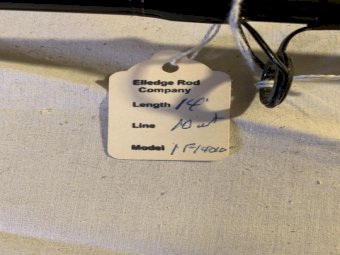 Elledge Rod
Company
Length 14'
Line 10 wt
Model